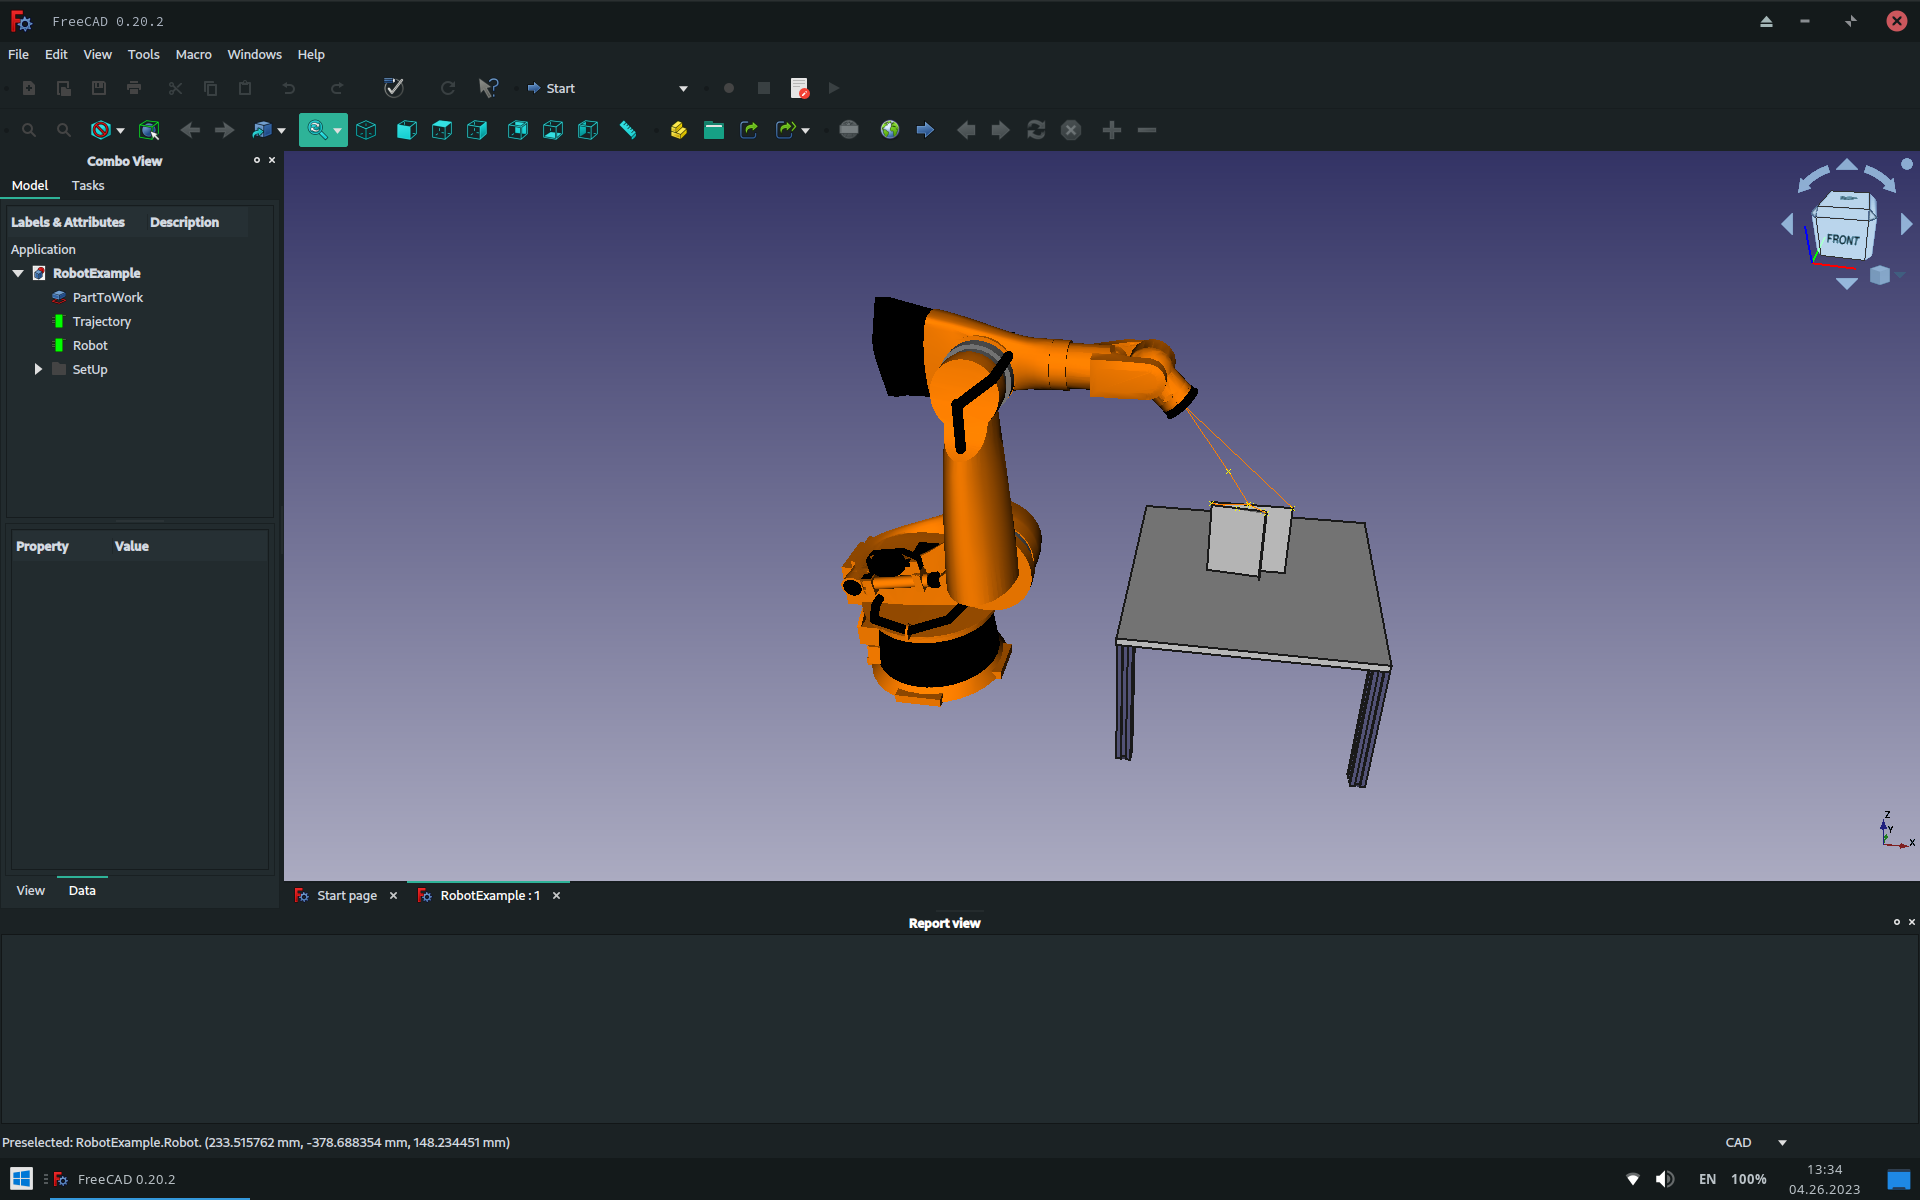 FreeCAD 0.20.2
File Edit View Tools Macro Windows Help
Start
Combo View
Model Tasks
Labels & Attributes Description
Application
RobotExample
PartToWork
Trajectory
Robot
SetUp
Property Value
View Data
FRONT
Z
Y
X
Start page RobotExample : 1
Report view
Preselected: RobotExample.Robot. (233.515762 mm, -378.688354 mm, 148.234451 mm)
CAD
FreeCAD 0.20.2
EN 100%
13:34
04.26.2023